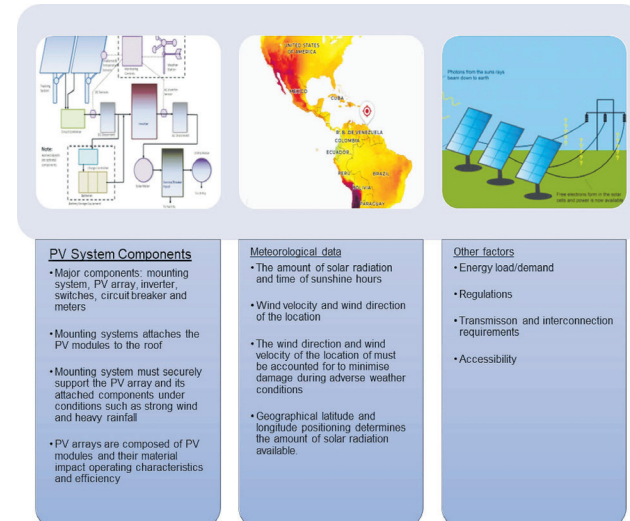 UNITED STATES
OF AMERICA
MEXICO
CUBA
R. B. DE VENEZUELA
COLOMBIA
ECUADOR
PERU
BRAZIL
PARAGUAY
Photons from the suns rays
beam down to earth
Free electrons form in the solar
cells and power is now available
Note:
PV System Components
•Major components: mounting
system, PV array, inverter,
switches, circuit breaker and
meters
•Mounting systems attaches the
PV modules to the roof
•Mounting system must securely
support the PV array and its
attached components under
conditions such as strong wind
and heavy rainfall
•PV arrays are composed of PV
modules and their material
impact operating characteristics
and efficiency
Meteorological data
•The amount of solar radiation
and time of sunshine hours
•Wind velocity and wind direction
of the location
•The wind direction and wind
velocity of the location of must
be accounted for to minimise
damage during adverse weather
conditions
•Geographical latitude and
longitude positioning determines
the amount of solar radiation
available.
Other factors
•Energy load/demand
•Regulations
•Transmisson and interconnection
requirements
•Accessibility